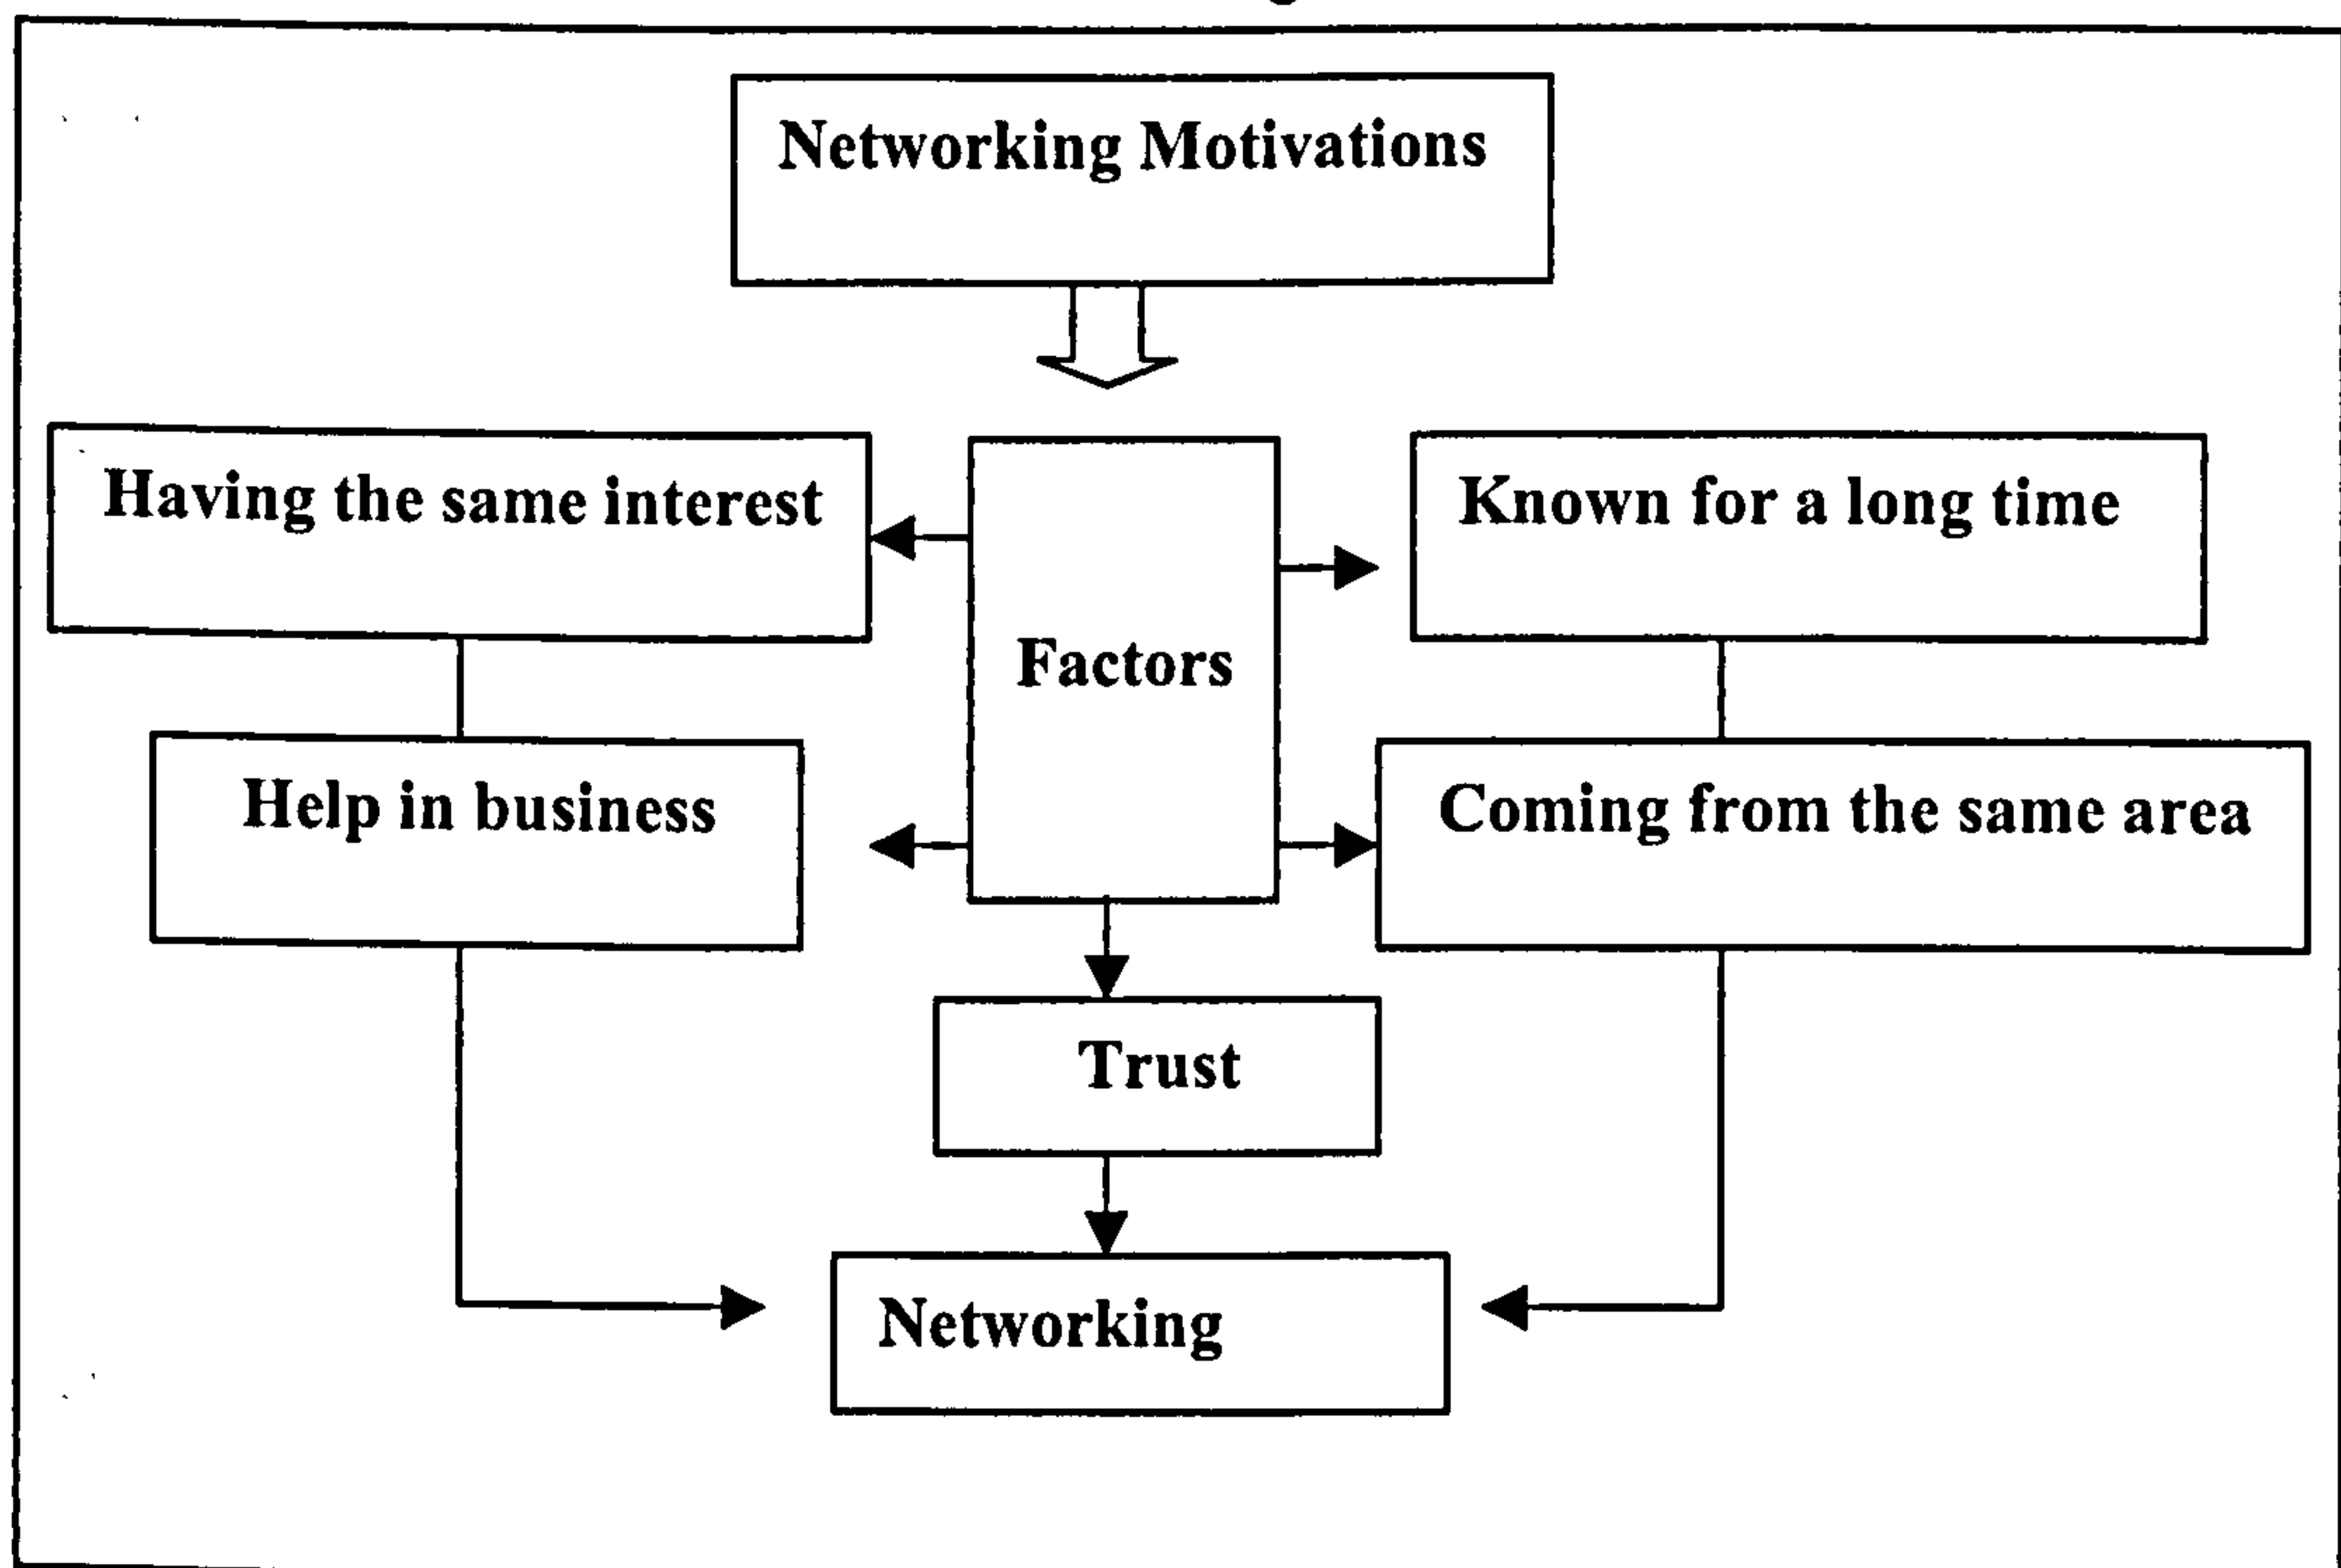 Networking Motivations
Having the same interest
Known for a long time
Factors
Help in business
Coming from the same area
Trust
Networking